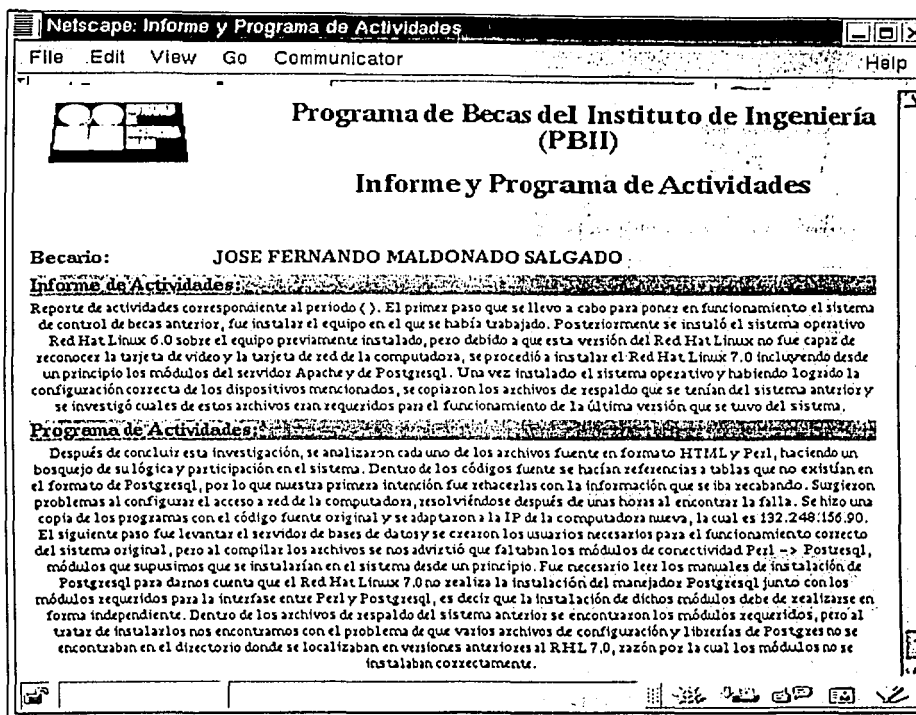 Netscape: Informe y Programa de Actividades
File Edit View Go Communicator Help
Programa de Becas del Instituto de Ingeniería
(PBII)
Informe y Programa de Actividades
Becario: JOSE FERNANDO MALDONADO SALGADO
Informe de Actividades:
Reporte de actividades correspondiente al periodo ( ). El primer paso que se llevo a cabo para poner en funcionamiento el sistema
de control de becas anterior, fue instalar el equipo en el que se había trabajado. Posteriormente se instaló el sistema operativo
Red Hat Linux 6.0 sobre el equipo previamente instalado, pero debido a que esta versión del Red Hat Linux no fue capaz de
reconocer la tarjeta de video y la tarjeta de red de la computadora, se procedió a instalar el Red Hat Linux 7.0 incluyendo desde
un principio los módulos del servidor Apache y de Postgresql. Una vez instalado el sistema operativo y habiendo logrado la
configuración correcta de los dispositivos mencionados, se copiaron los archivos de respaldo que se tenían del sistema anterior y
se investigó cuales de estos archivos eran requeridos para el funcionamiento de la última versión que se tuvo del sistema.
Programa de Actividades:
Después de concluir esta investigación, se analizaron cada uno de los archivos fuente en formato HTML y Perl, haciendo un
bosquejo de su lógica y participación en el sistema. Dentro de los códigos fuente se hacían referencias a tablas que no existían en
el formato de Postgresql, por lo que nuestra primera intención fue rehacerlas con la información que se iba recabando. Surgieron
problemas al configurar el acceso a red de la computadora, resolviéndose después de unas horas al encontrar la falla. Se hizo una
copia de los programas con el código fuente original y se adaptaron a la IP de la computadora nueva, la cual es 132.248.156.90.
El siguiente paso fue levantar el servidor de bases de datos y se crearon los usuarios necesarios para el funcionamiento correcto
del sistema original, pero al compilar los archivos se nos advirtió que faltaban los módulos de conectividad Perl -> Postresql,
módulos que supusimos que se instalarían en el sistema desde un principio. Fue necesario leer los manuales de instalación de
Postgresql para darnos cuenta que el Red Hat Linux 7.0 no realiza la instalación del manejador Postgresql junto con los
módulos requeridos para la interfase entre Perl y Postgresql, es decir que la instalación de dichos módulos debe de realizarse en
forma independiente. Dentro de los archivos de respaldo del sistema anterior se encontraron los módulos requeridos, pero al
tratar de instalarlos nos encontramos con el problema de que varios archivos de configuración y librerías de Postgres no se
encontraban en el directorio donde se localizaban en versiones anteriores al RHL 7.0, razón por la cual los módulos no se
instalaban correctamente.